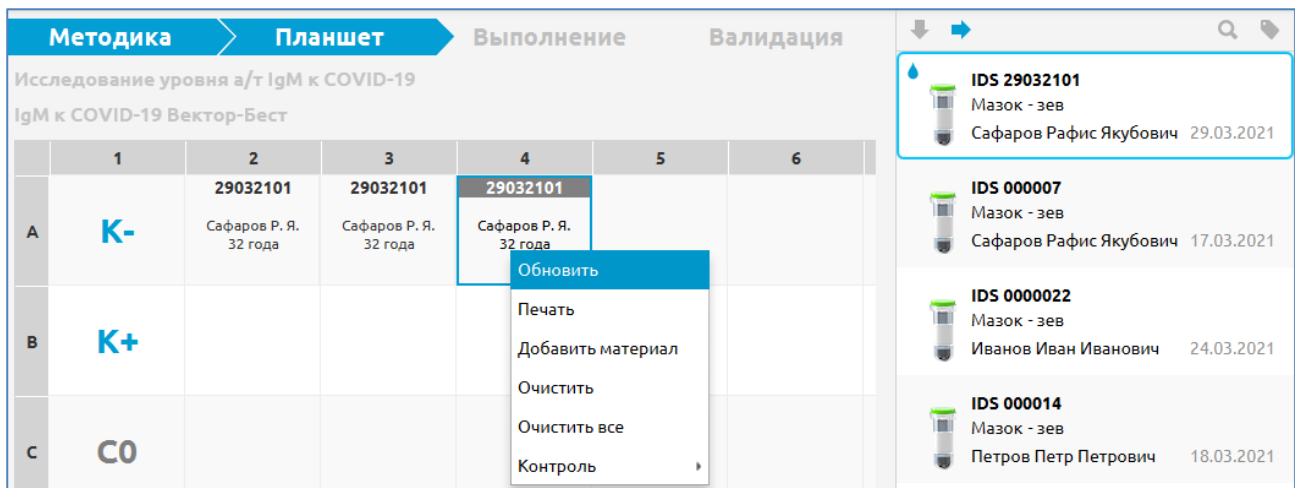 Методика Планшет Выполнение Валидация
Исследование уровня а/т IgM к COVID-19
IgM к COVID-19 Вектор-Бест
1 2 3 4 5 6
29032101 29032101 29032101
A K- Сафаров Р. Я. Сафаров Р. Я. Сафаров Р. Я.
32 года 32 года 32 года
B K+
C C0
Обновить
Печать
Добавить материал
Очистить
Очистить все
Контроль
IDS 29032101
Мазок - зев
Сафаров Рафис Якубович 29.03.2021
IDS 000007
Мазок - зев
Сафаров Рафис Якубович 17.03.2021
IDS 0000022
Мазок - зев
Иванов Иван Иванович 24.03.2021
IDS 000014
Мазок - зев
Петров Петр Петрович 18.03.2021